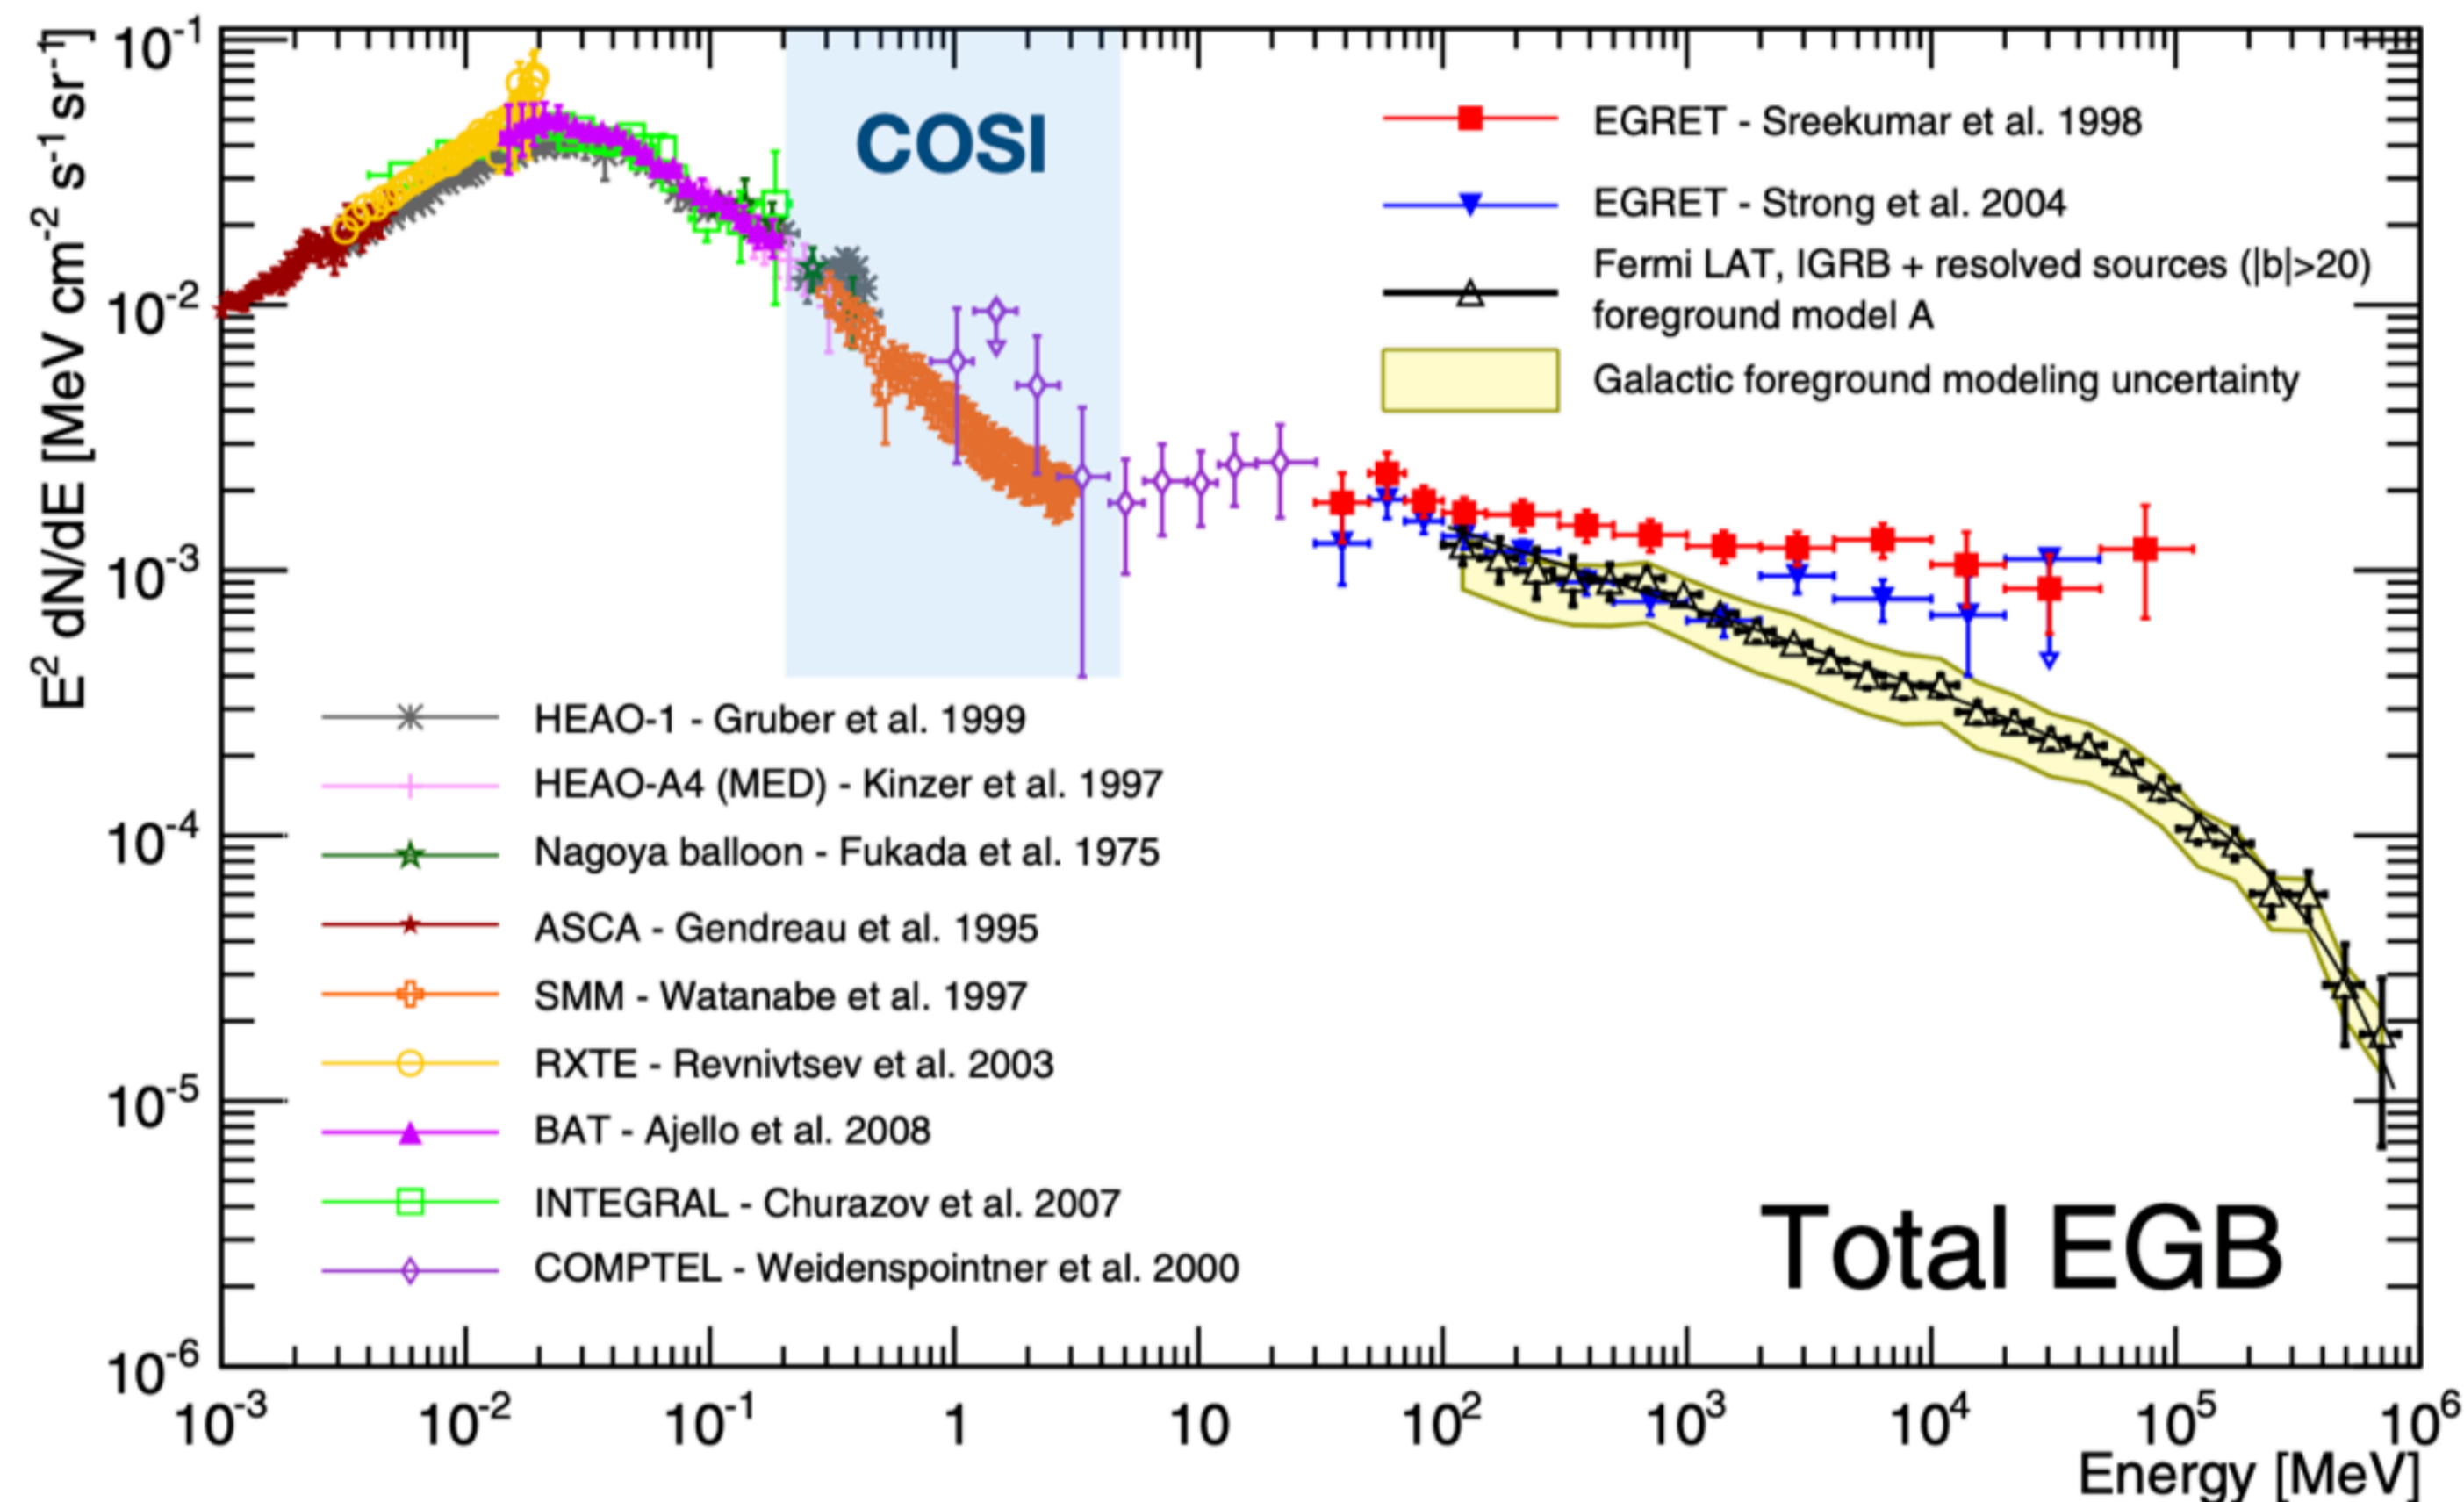 E² dN/dE [MeV cm⁻² s⁻¹ sr⁻¹]
10⁻¹
10⁻²
10⁻³
10⁻⁴
10⁻⁵
10⁻⁶
COSI
EGRET - Sreekumar et al. 1998
EGRET - Strong et al. 2004
Fermi LAT, IGRB + resolved sources (|b|>20)
foreground model A
Galactic foreground modeling uncertainty
HEAO-1 - Gruber et al. 1999
HEAO-A4 (MED) - Kinzer et al. 1997
Nagoya balloon - Fukada et al. 1975
ASCA - Gendreau et al. 1995
SMM - Watanabe et al. 1997
RXTE - Revnivtsev et al. 2003
BAT - Ajello et al. 2008
INTEGRAL - Churazov et al. 2007
COMPTEL - Weidenspointner et al. 2000
Total EGB
10⁻³ 10⁻² 10⁻¹ 1 10 10² 10³ 10⁴ 10⁵ 10⁶
Energy [MeV]